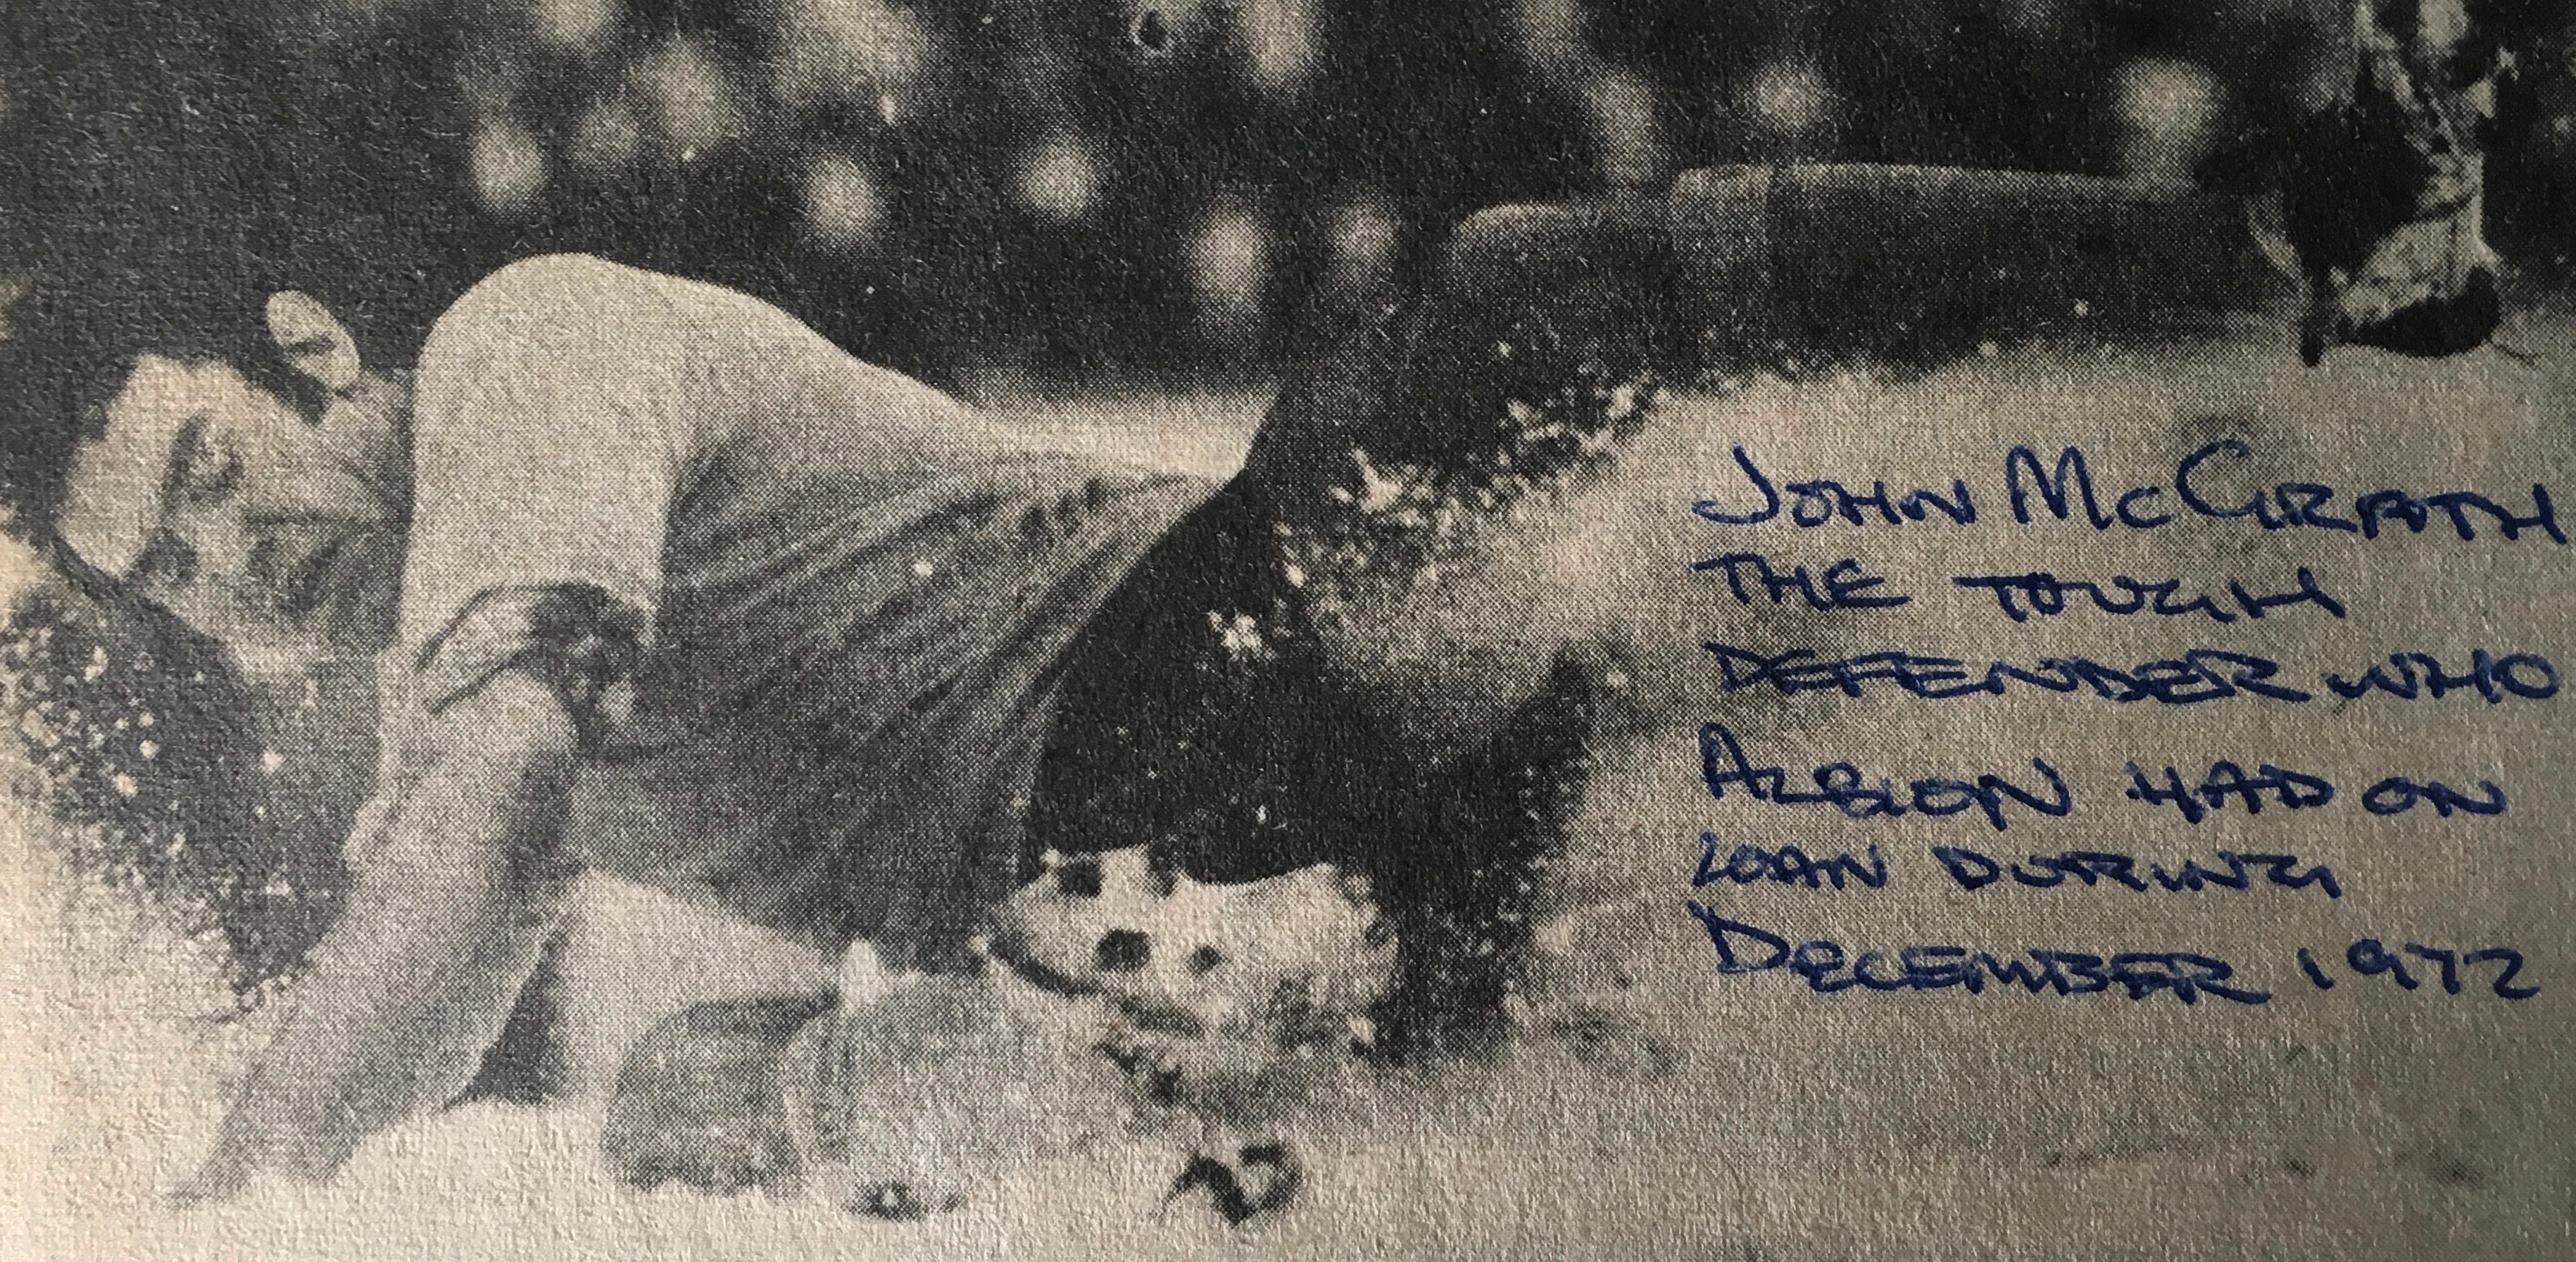 JOHN McGRATH
THE TOUGH
DEFENDER WHO
ALBION HAD ON
LOAN DURING
DECEMBER 1972